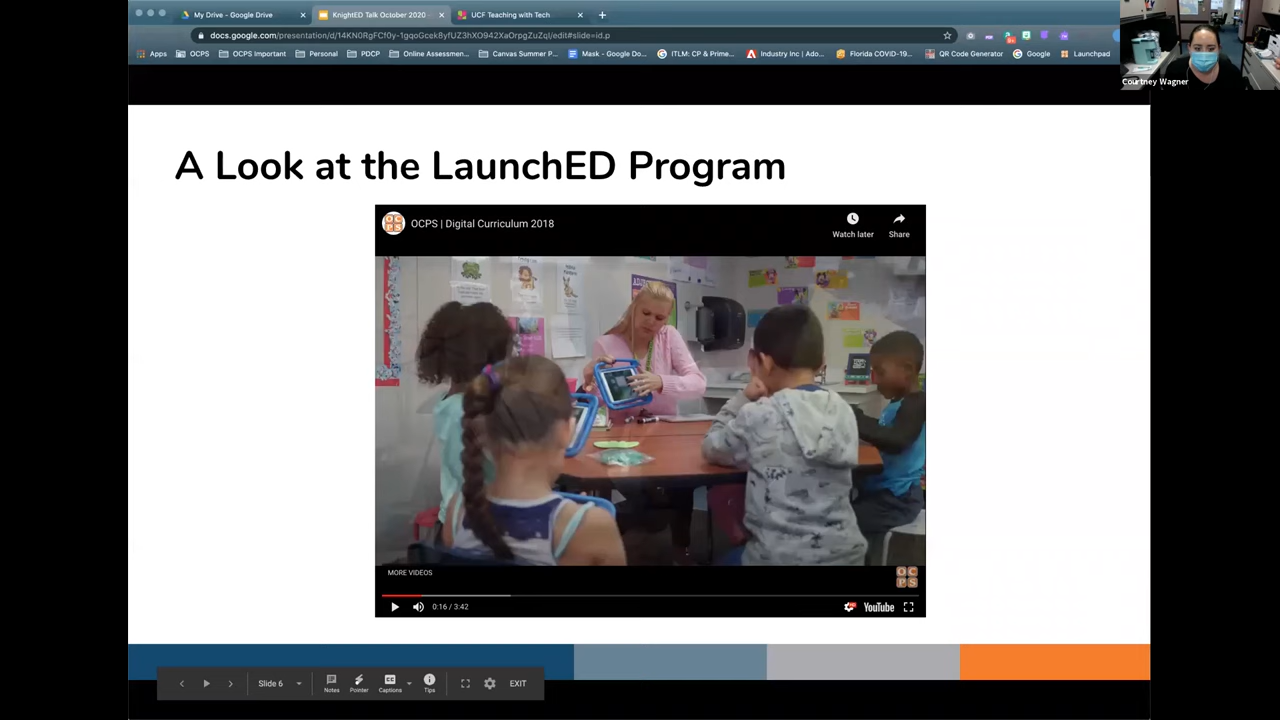 My Drive - Google Drive
KnightED Talk October 2020 -
UCF Teaching with Tech
docs.google.com/presentation/d/14KN0RgFCf0y-1gqoGcek8yfUZ3hXO942XaOrpgZuZqI/edit#slide=id.p
Apps
OCPS
OCPS Important
Personal
PDCP
Online Assessmen...
Canvas Summer P...
Mask - Google Do...
ITLM: CP & Prime...
Industry Inc | Ado...
Florida COVID-19...
QR Code Generator
Google
Launchpad
Courtney Wagner
A Look at the LaunchED Program
OCPS | Digital Curriculum 2018
Watch later
Share
MORE VIDEOS
O C
P S
0:16 / 3:42
YouTube
Slide 6
Notes
Pointer
Captions
Tips
EXIT